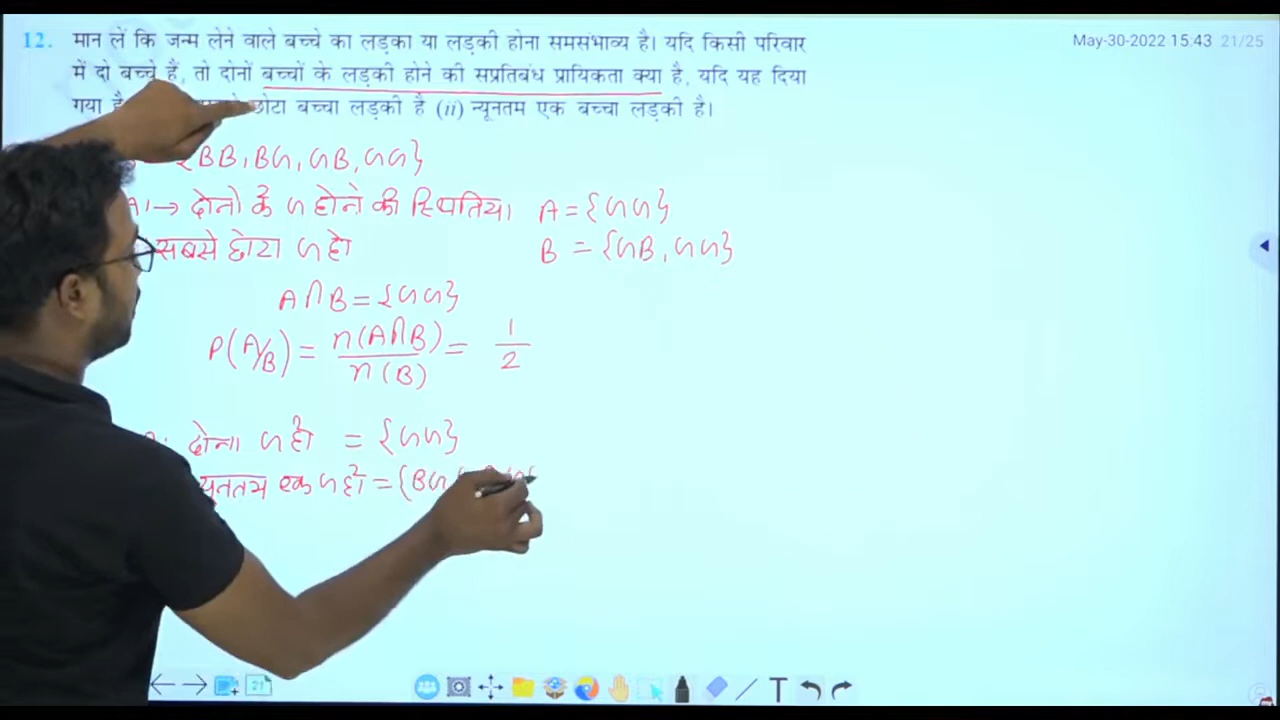 12. मान लें कि जन्म लेने वाले बच्चे का लड़का या लड़की होना समसंभाव्य है। यदि किसी परिवार
May-30-2022 15:43 21/25
में दो बच्चे हैं, तो दोनों बच्चों के लड़की होने की सप्रतिबंध प्रायिकता क्या है, यदि यह दिया
गया है छोटा बच्चा लड़की है (ii) न्यूनतम एक बच्चा लड़की है।
{BB, BG, GB, GG}
A → दोनो के G होने की स्थितिया A = {GG}
सबसे छोटा G हो B = {GB, GG}
A∩B = {GG}
P(A/B) = n(A∩B)/n(B) = 1/2
दोनो G हो = {GG}
न्यूनतम एक G हो = {BG,
21
T